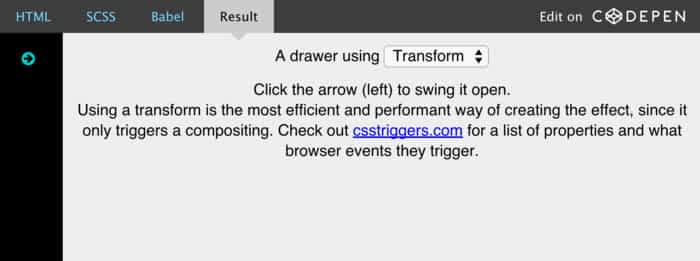 HTML SCSS Babel Result Edit on CODEPEN
A drawer using Transform
Click the arrow (left) to swing it open.
Using a transform is the most efficient and performant way of creating the effect, since it
only triggers a compositing. Check out csstriggers.com for a list of properties and what
browser events they trigger.